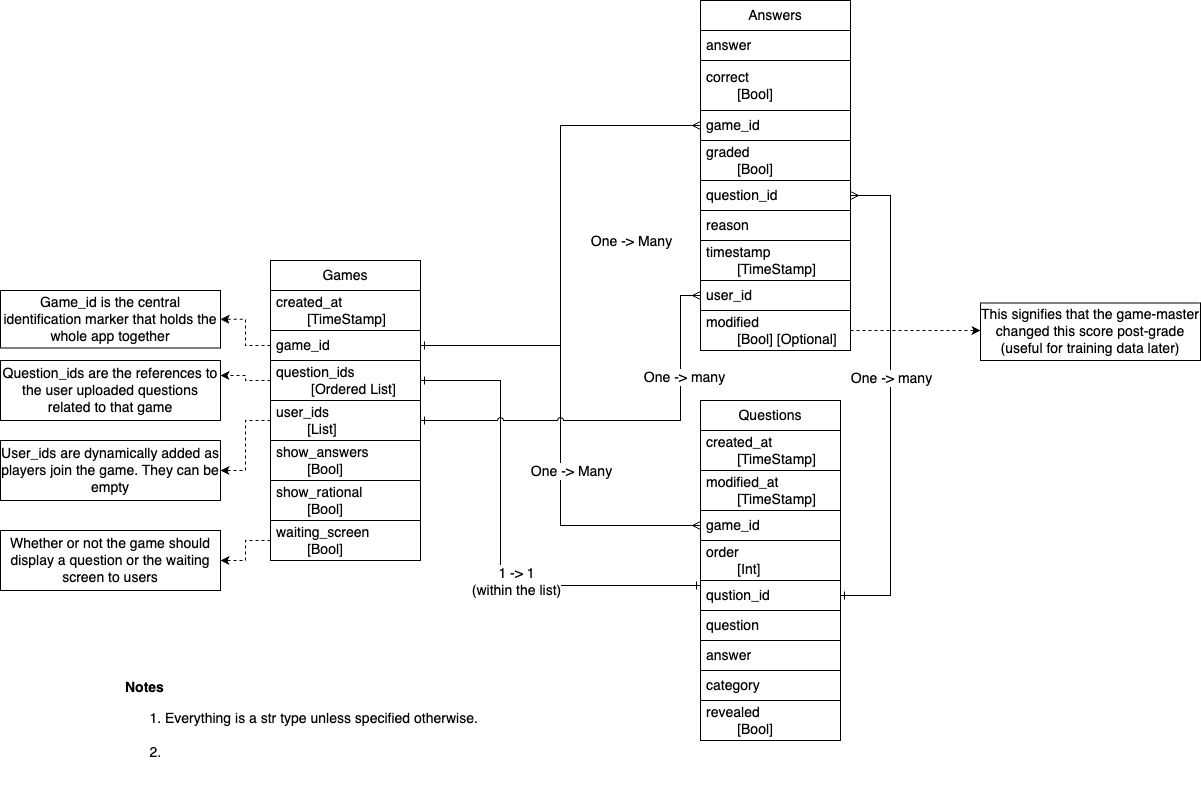 Answers
answer
correct
[Bool]
game_id
graded
[Bool]
question_id
reason
timestamp
[TimeStamp]
user_id
modified
[Bool] [Optional]
This signifies that the game-master
changed this score post-grade
(useful for training data later)
One -> Many
One -> many
One -> many
Games
created_at
[TimeStamp]
game_id
question_ids
[Ordered List]
user_ids
[List]
show_answers
[Bool]
show_rational
[Bool]
waiting_screen
[Bool]
Game_id is the central
identification marker that holds the
whole app together
Question_ids are the references to
the user uploaded questions
related to that game
User_ids are dynamically added as
players join the game. They can be
empty
Whether or not the game should
display a question or the waiting
screen to users
One -> Many
1 -> 1
(within the list)
Questions
created_at
[TimeStamp]
modified_at
[TimeStamp]
game_id
order
[Int]
qustion_id
question
answer
category
revealed
[Bool]
Notes
1. Everything is a str type unless specified otherwise.
2.